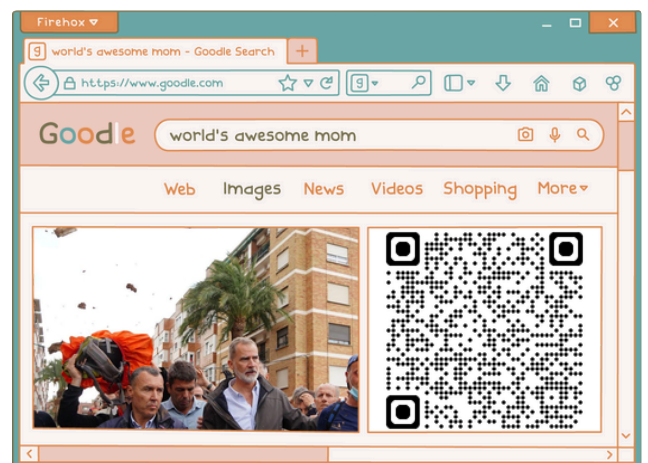 Firehox
world's awesome mom - Goodle Search
https://www.goodle.com
g
Goodle
world's awesome mom
Web Images News Videos Shopping More